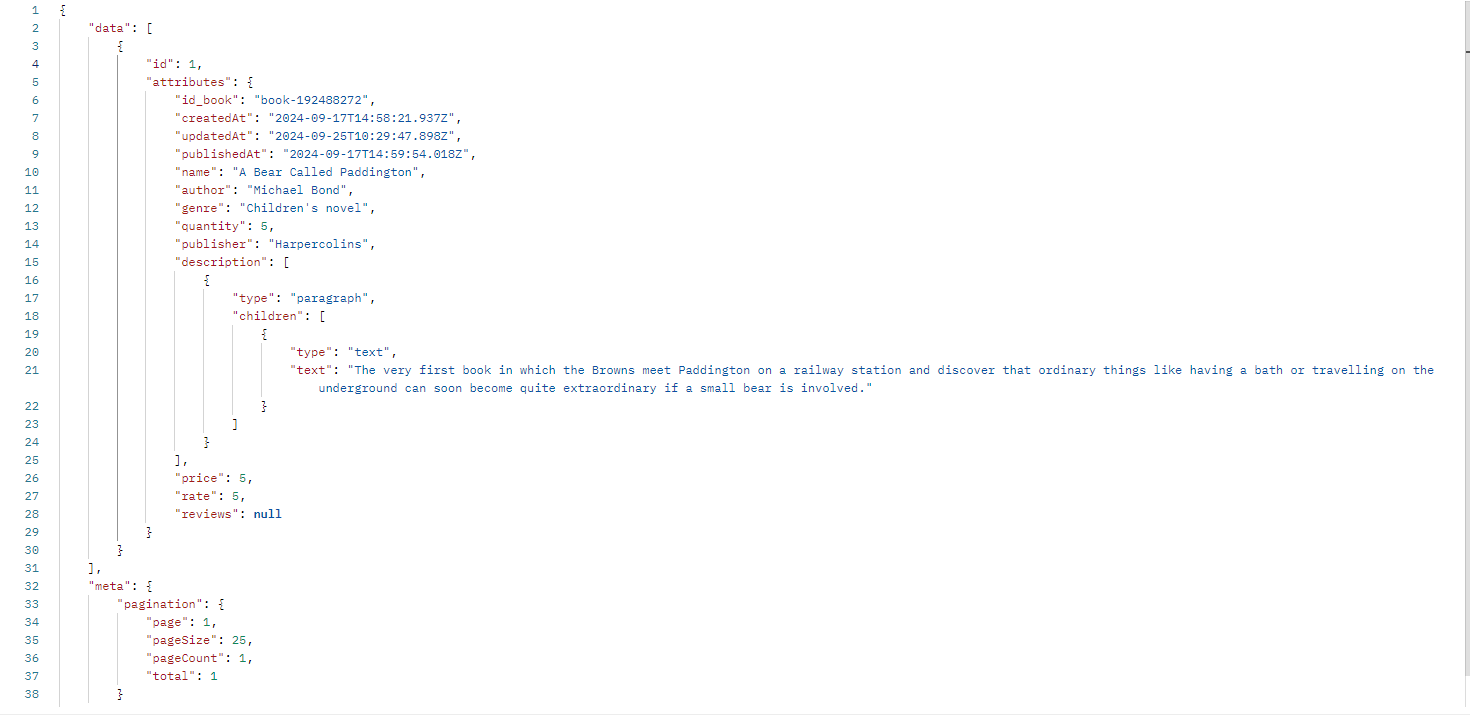 1 {
2 "data": [
3 {
4 "id": 1,
5 "attributes": {
6 "id_book": "book-192488272",
7 "createdAt": "2024-09-17T14:58:21.937Z",
8 "updatedAt": "2024-09-25T10:29:47.898Z",
9 "publishedAt": "2024-09-17T14:59:54.018Z",
10 "name": "A Bear Called Paddington",
11 "author": "Michael Bond",
12 "genre": "Children's novel",
13 "quantity": 5,
14 "publisher": "Harpercolins",
15 "description": [
16 {
17 "type": "paragraph",
18 "children": [
19 {
20 "type": "text",
21 "text": "The very first book in which the Browns meet Paddington on a railway station and discover that ordinary things like having a bath or travelling on the
underground can soon become quite extraordinary if a small bear is involved."
22 }
23 ]
24 }
25 ],
26 "price": 5,
27 "rate": 5,
28 "reviews": null
29 }
30 }
31 ],
32 "meta": {
33 "pagination": {
34 "page": 1,
35 "pageSize": 25,
36 "pageCount": 1,
37 "total": 1
38 }